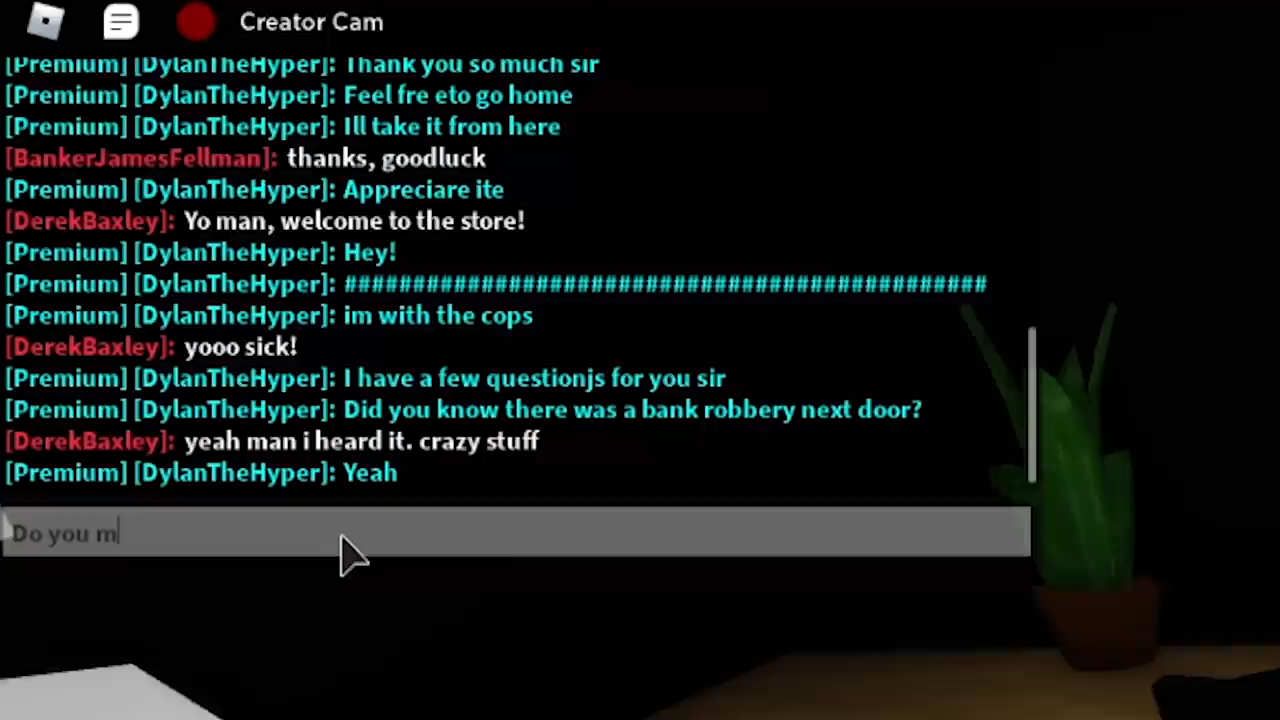 Creator Cam
[Premium] [DylanTheHyper]: Thank you so much sir
[Premium] [DylanTheHyper]: Feel fre eto go home
[Premium] [DylanTheHyper]: Ill take it from here
[BankerJamesFellman]: thanks, goodluck
[Premium] [DylanTheHyper]: Appreciare ite
[DerekBaxley]: Yo man, welcome to the store!
[Premium] [DylanTheHyper]: Hey!
[Premium] [DylanTheHyper]: ###############################################
[Premium] [DylanTheHyper]: im with the cops
[DerekBaxley]: yooo sick!
[Premium] [DylanTheHyper]: I have a few questionjs for you sir
[Premium] [DylanTheHyper]: Did you know there was a bank robbery next door?
[DerekBaxley]: yeah man i heard it. crazy stuff
[Premium] [DylanTheHyper]: Yeah
Do you m